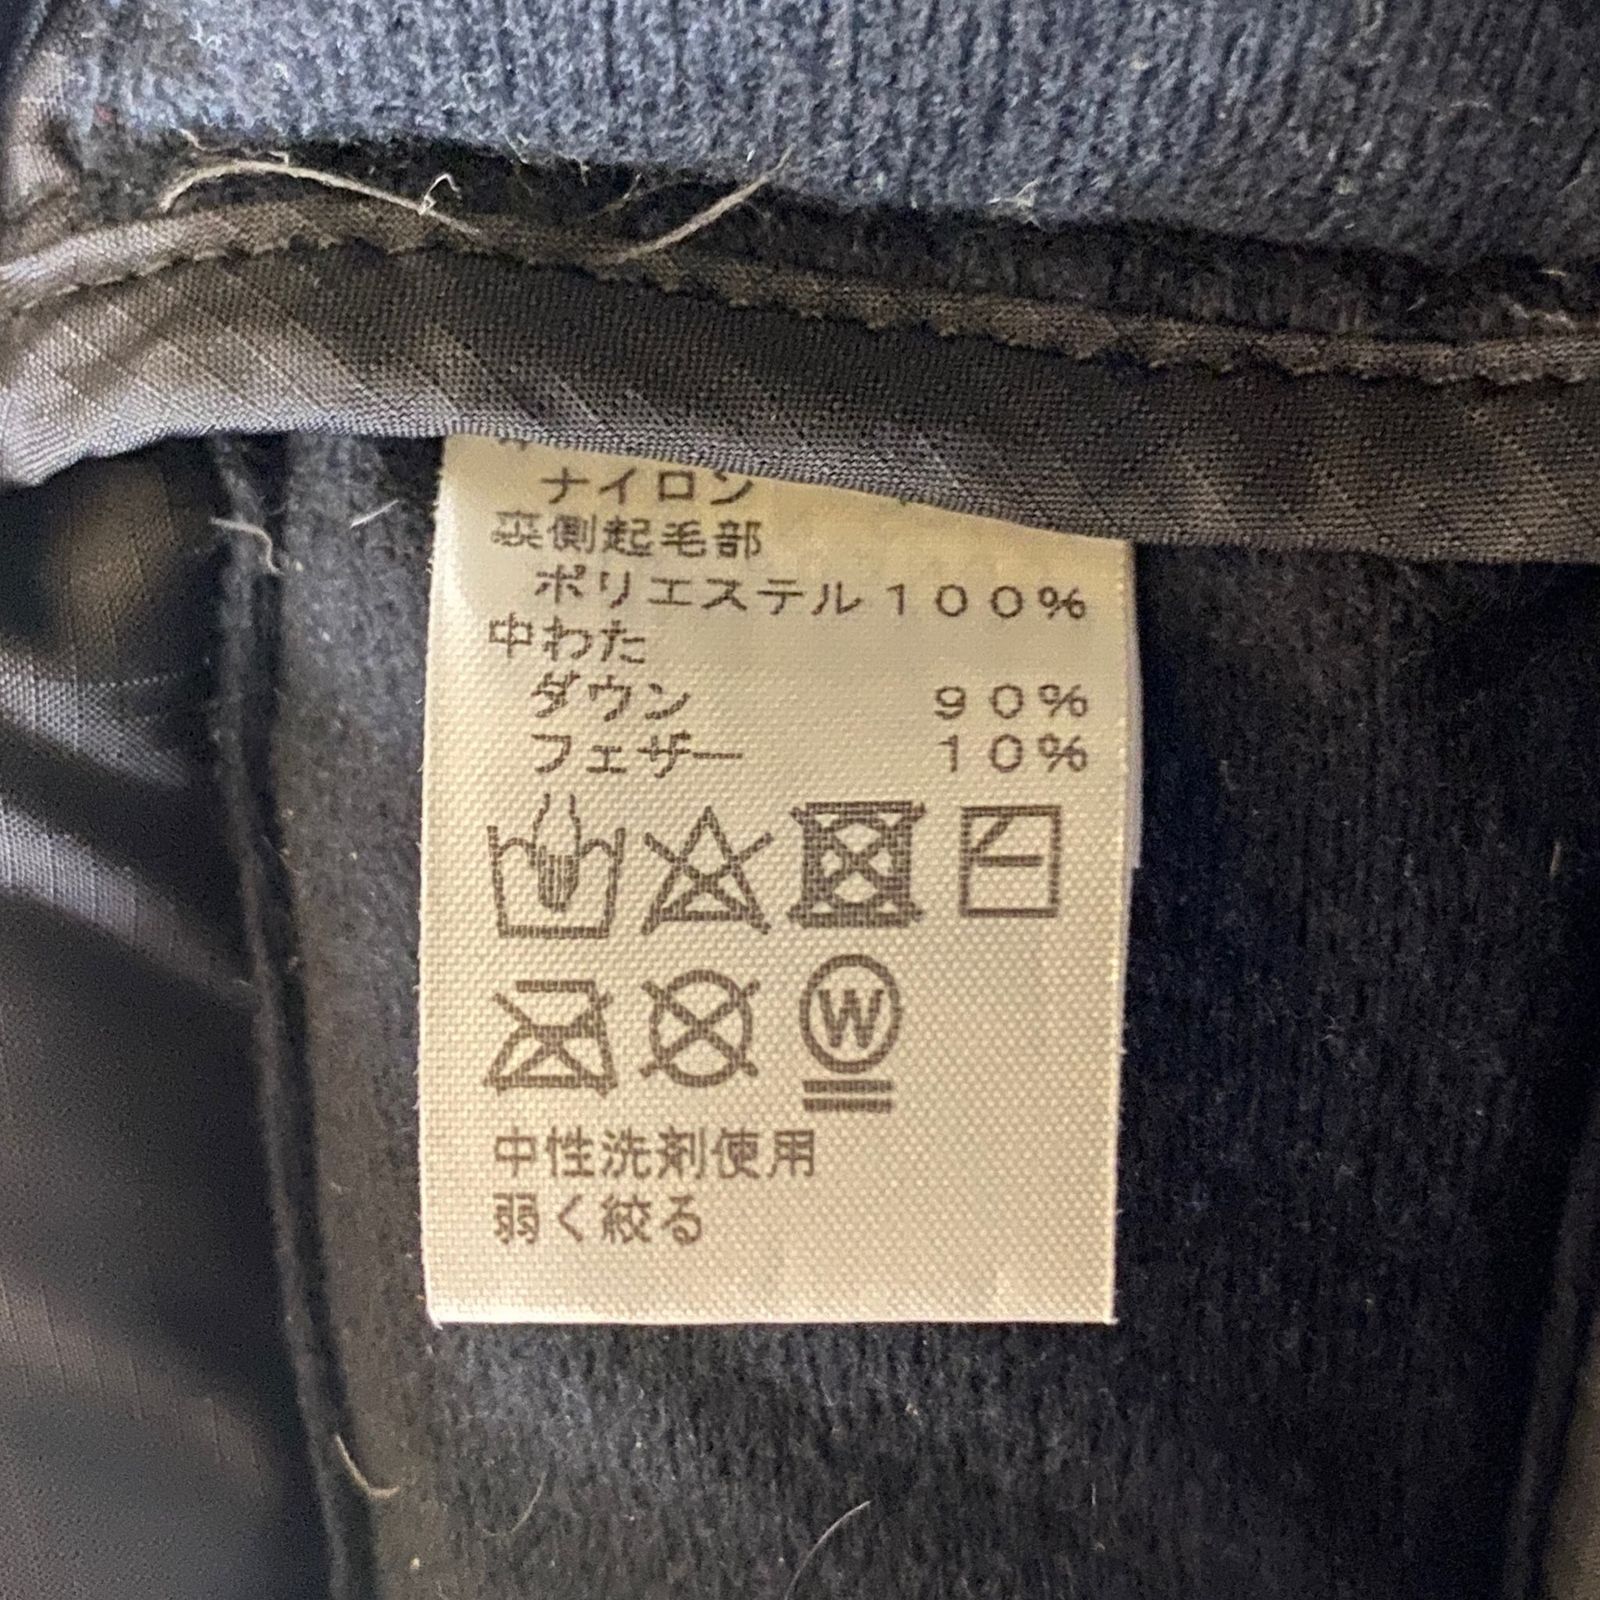 ナイロン
裏側起毛部
ポリエステル100%
中わた
ダウン 90%
フェザー 10%
W
中性洗剤使用
弱く絞る